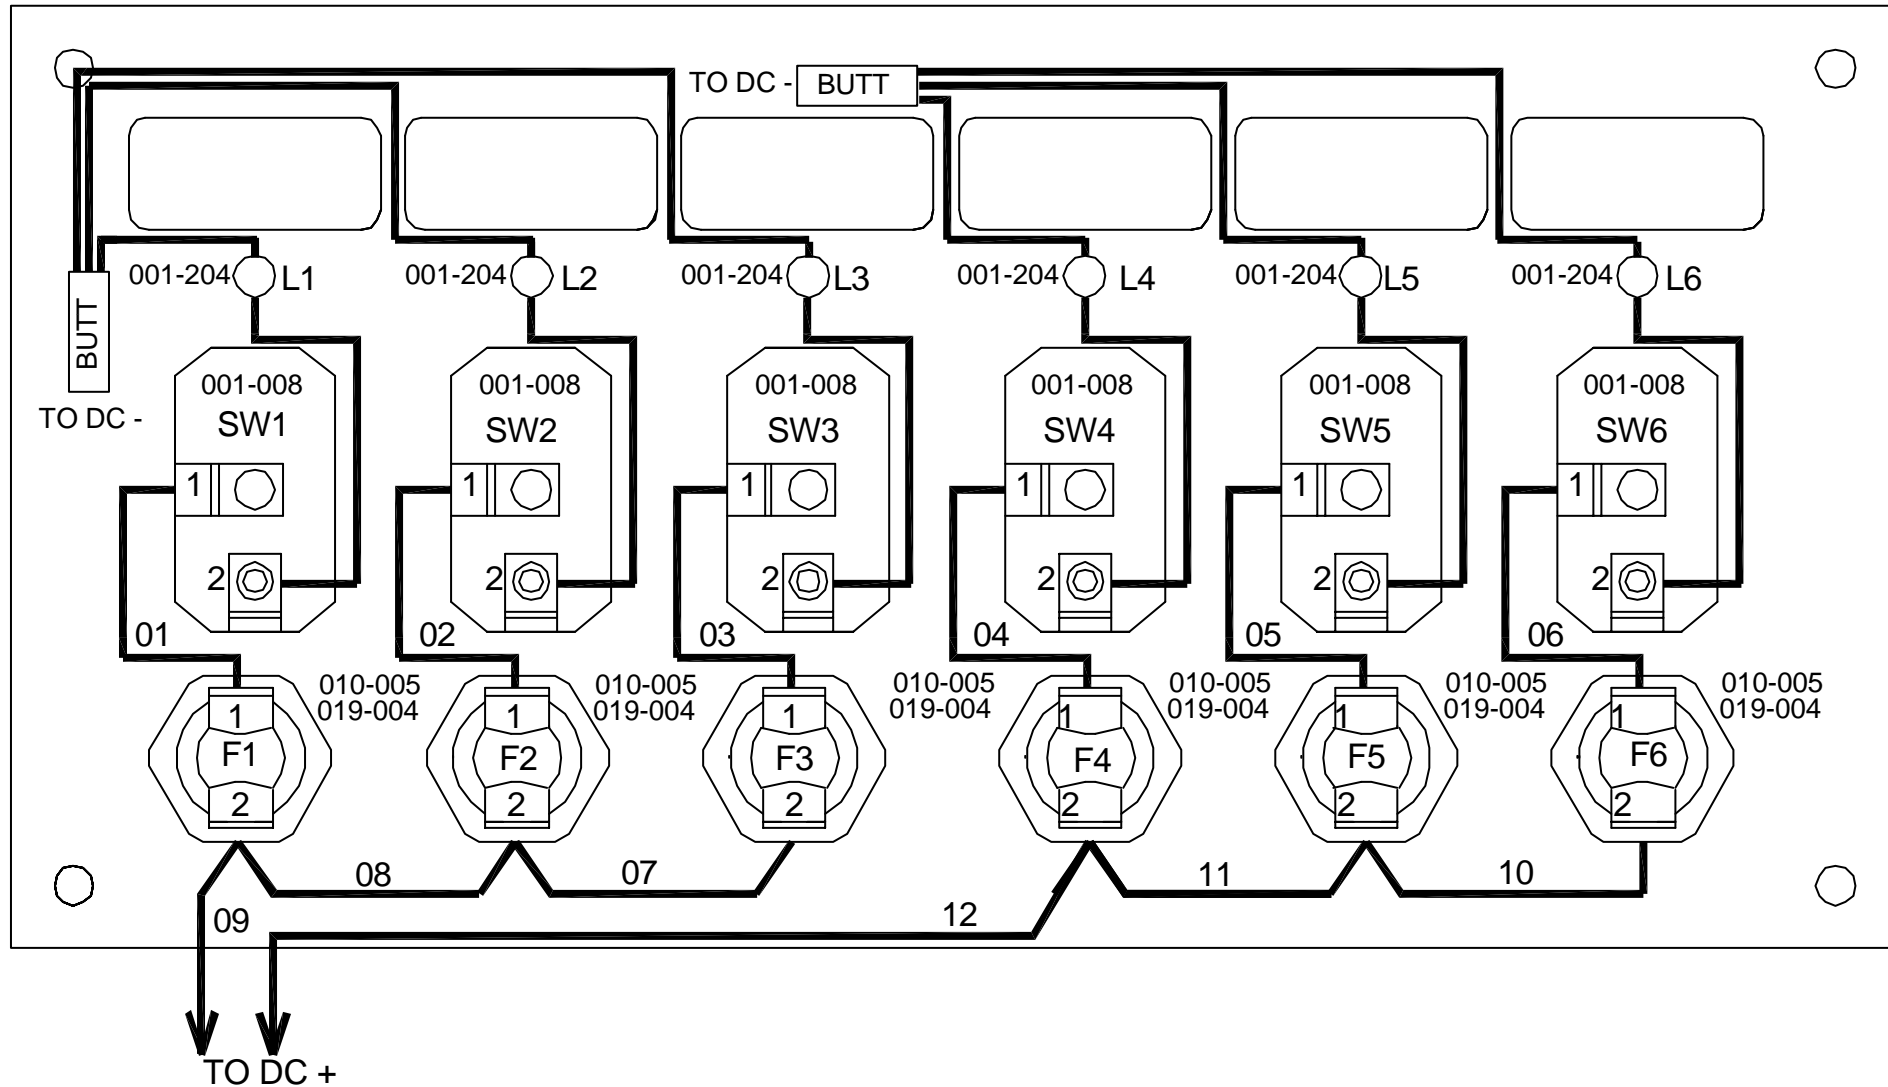 TO DC - BUTT
001-204 L1 001-204 L2 001-204 L3 001-204 L4 001-204 L5 001-204 L6
BUTT
TO DC -
001-008 001-008 001-008 001-008 001-008 001-008
SW1 SW2 SW3 SW4 SW5 SW6
1 1 1 1 1 1
2 2 2 2 2 2
01 02 03 04 05 06
010-005 010-005 010-005 010-005 010-005 010-005
019-004 019-004 019-004 019-004 019-004 019-004
1 1 1 1 1 1
F1 F2 F3 F4 F5 F6
2 2 2 2 2 2
08 07 11 10
09 12
TO DC +